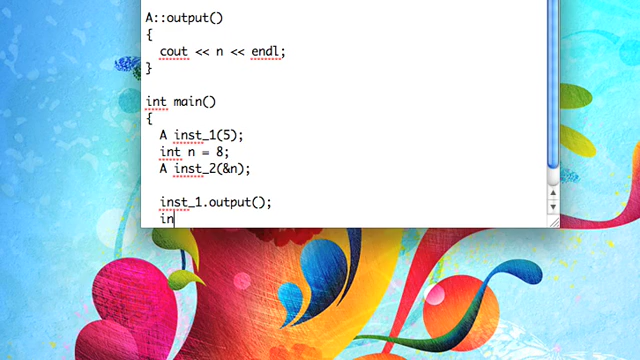 A::output()
{
cout << n << endl;
}
int main()
{
A inst_1(5);
int n = 8;
A inst_2(&n);
inst_1.output();
in